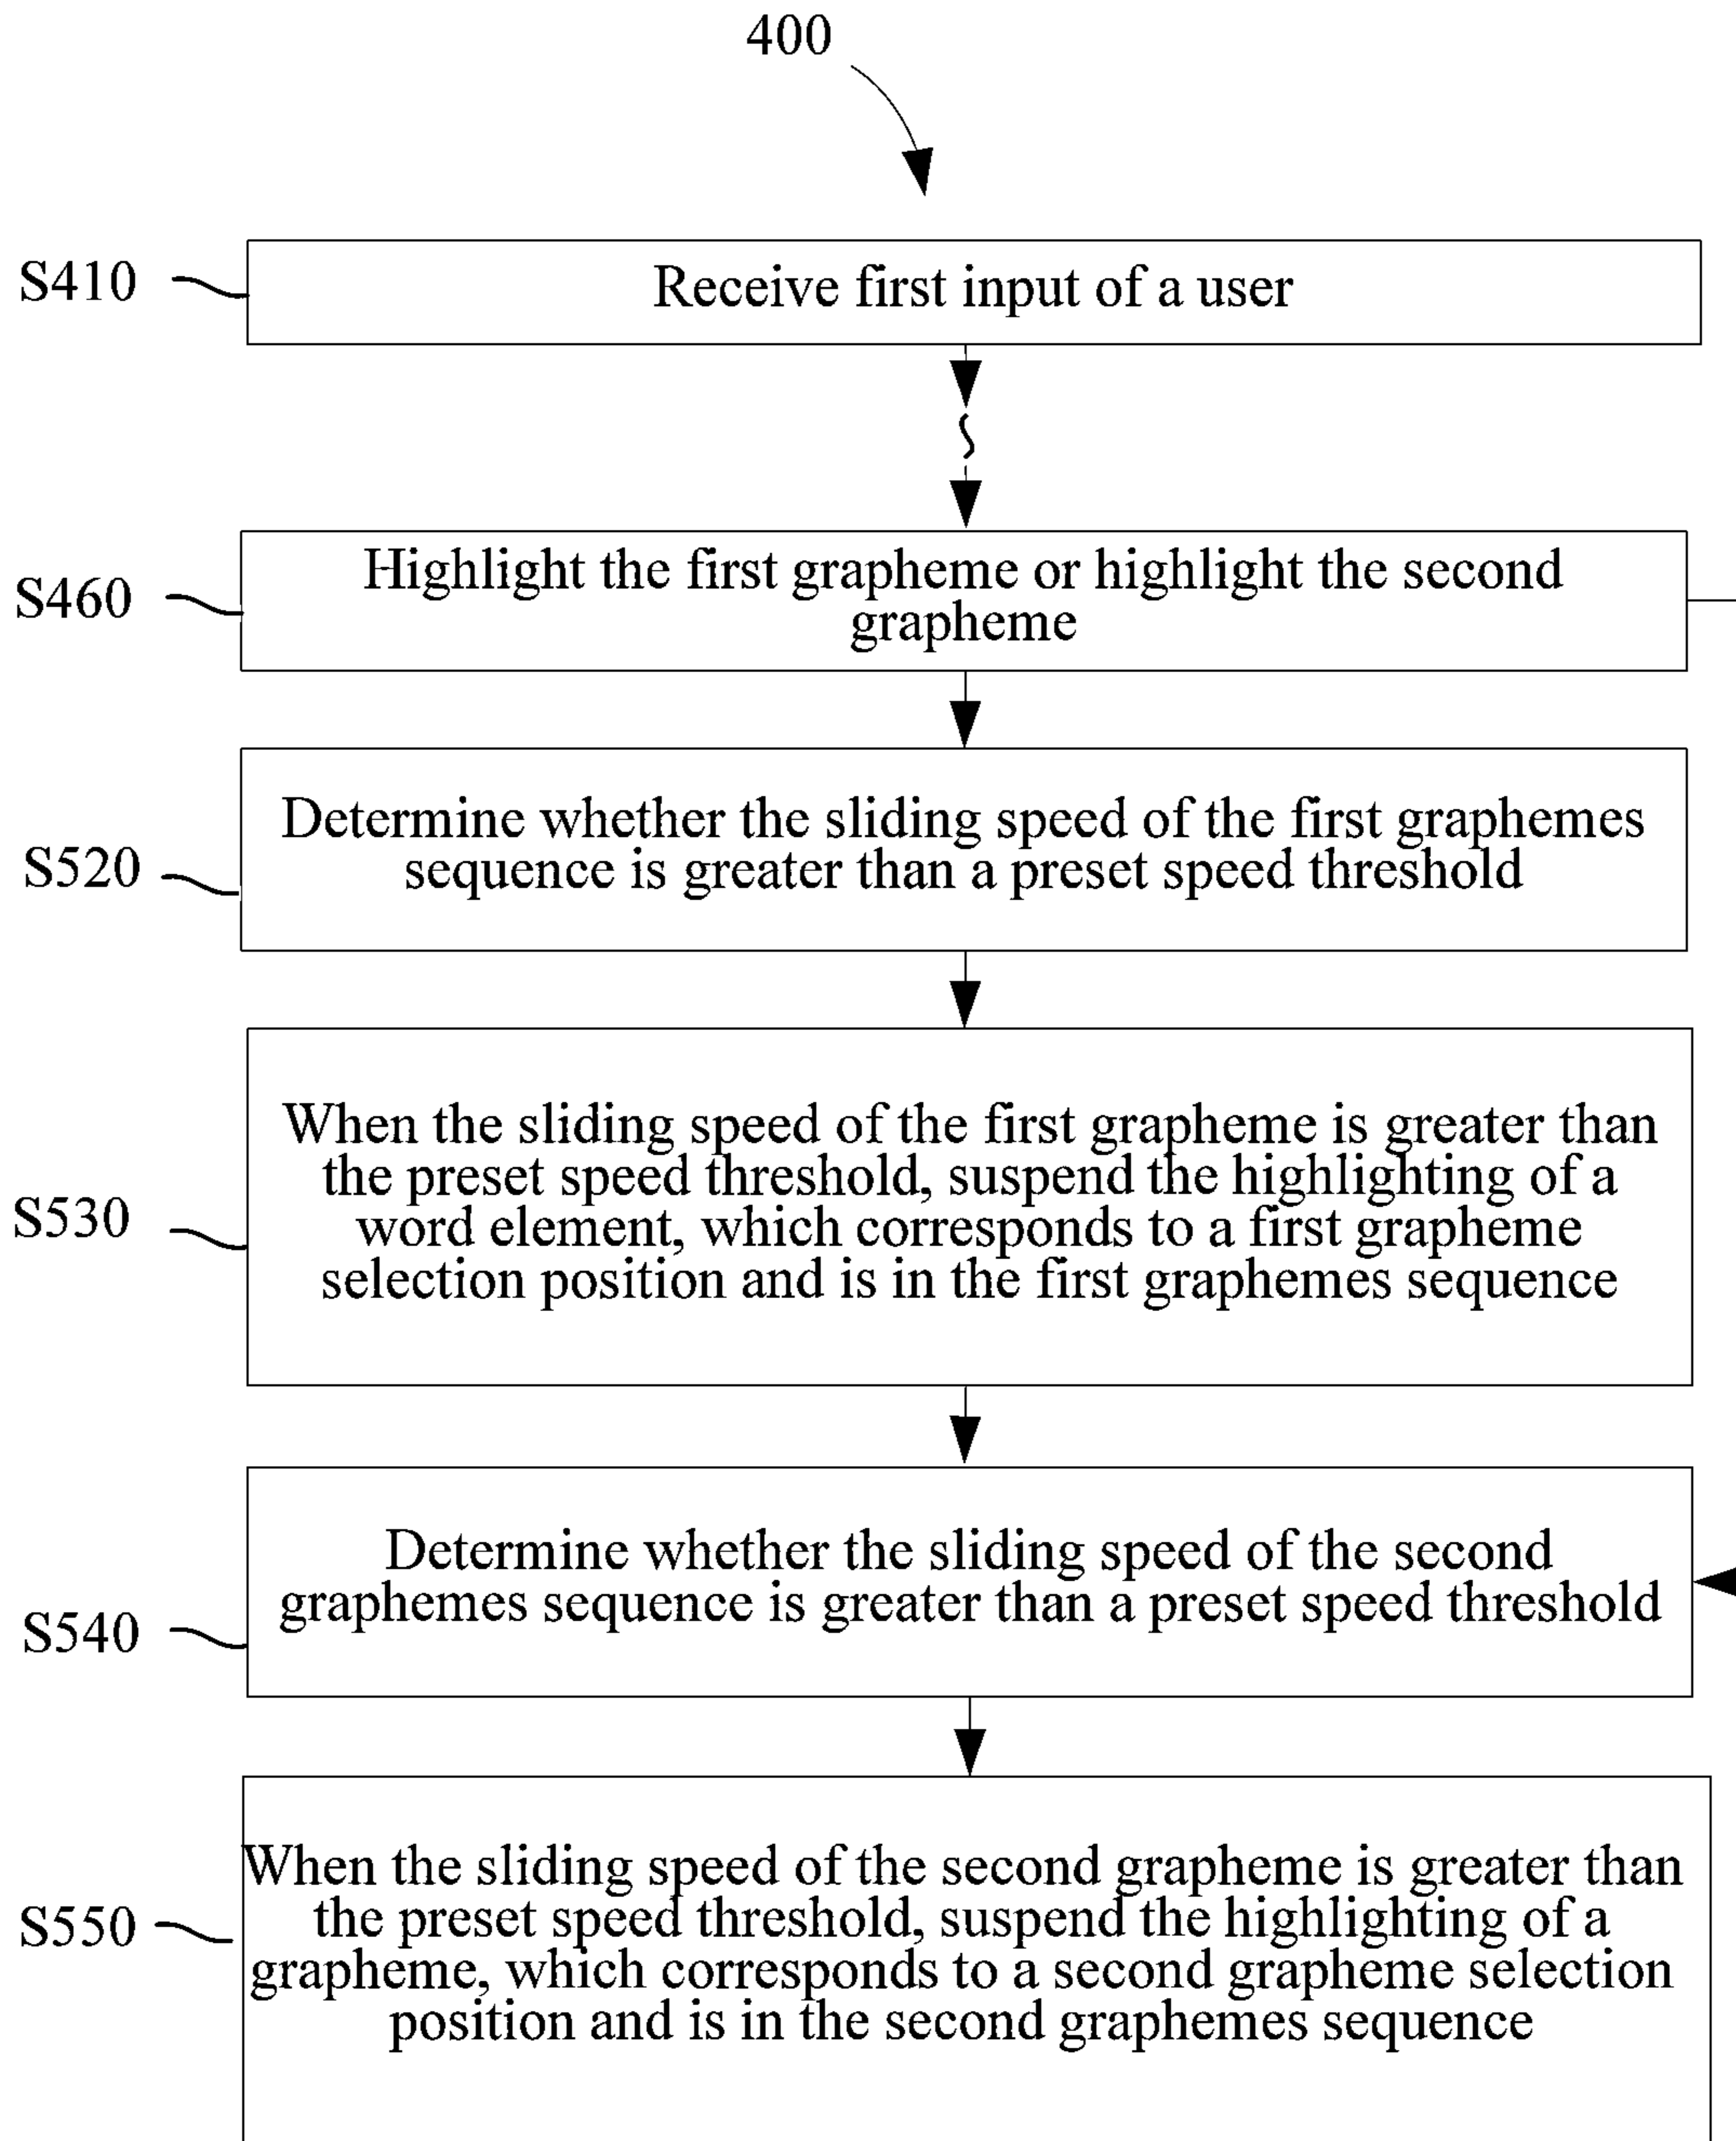 400
S410
Receive first input of a user
S460
Highlight the first grapheme or highlight the second
grapheme
S520
Determine whether the sliding speed of the first graphemes
sequence is greater than a preset speed threshold
S530
When the sliding speed of the first grapheme is greater than
the preset speed threshold, suspend the highlighting of a
word element, which corresponds to a first grapheme
selection position and is in the first graphemes sequence
S540
Determine whether the sliding speed of the second
graphemes sequence is greater than a preset speed threshold
S550
When the sliding speed of the second grapheme is greater than
the preset speed threshold, suspend the highlighting of a
grapheme, which corresponds to a second grapheme selection
position and is in the second graphemes sequence